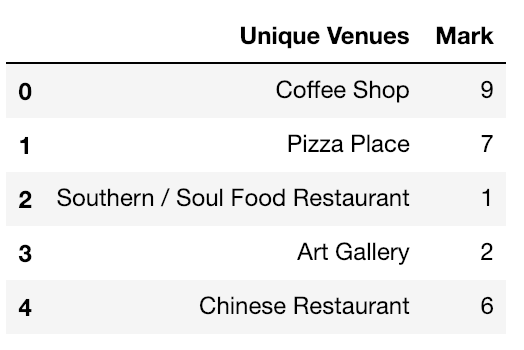 Unique Venues Mark
0 Coffee Shop 9
1 Pizza Place 7
2 Southern / Soul Food Restaurant 1
3 Art Gallery 2
4 Chinese Restaurant 6